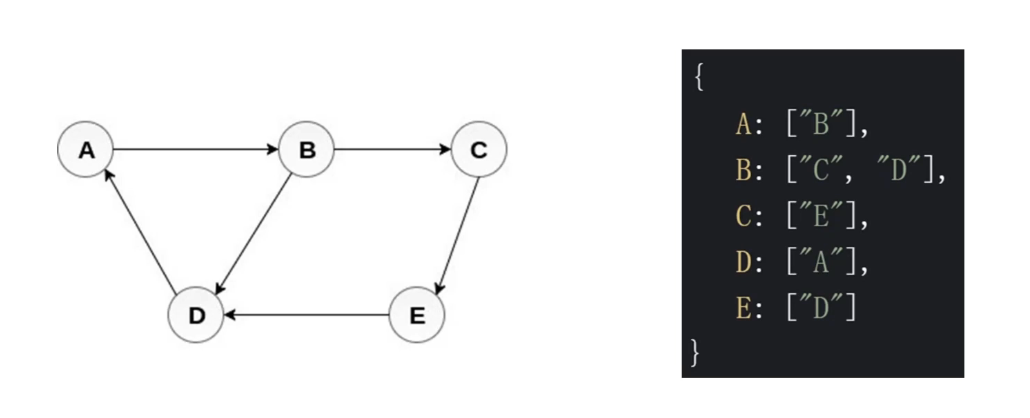 A
B
C
D
E
{
A: ["B"],
B: ["C", "D"],
C: ["E"],
D: ["A"],
E: ["D"]
}